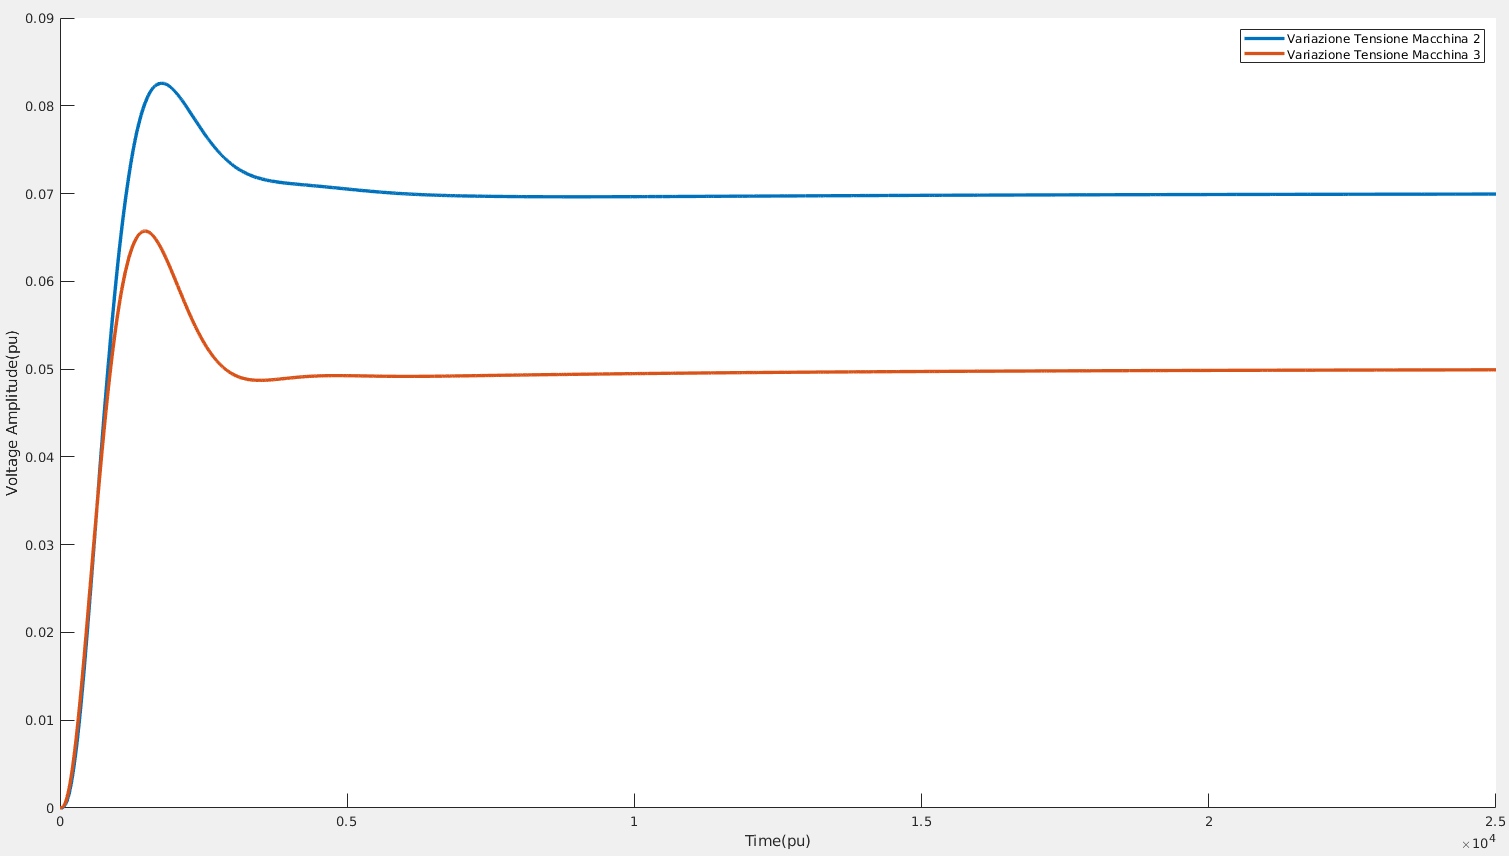 Variazione Tensione Macchina 2
Variazione Tensione Macchina 3
Voltage Amplitude(pu)
0.09
0.08
0.07
0.06
0.05
0.04
0.03
0.02
0.01
0
0 0.5 1 1.5 2 2.5
Time(pu)
×10⁴